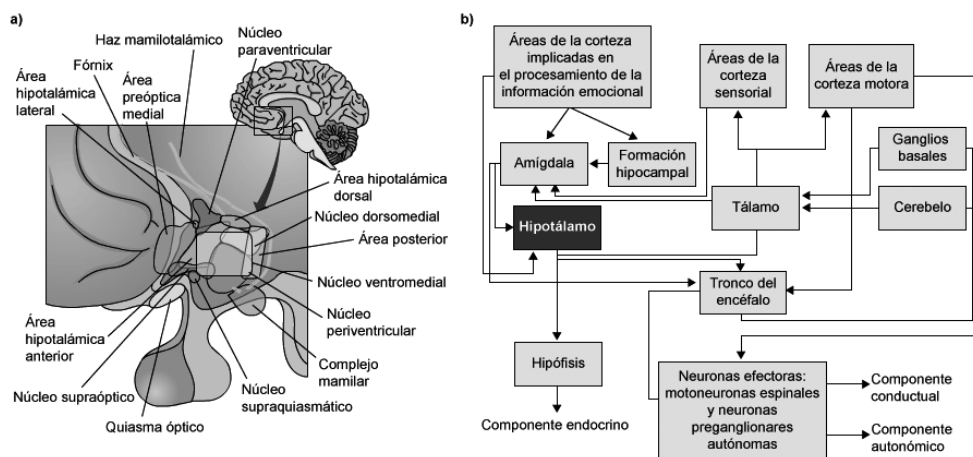 a)
Haz mamilotalámico
Núcleo
paraventricular
Fórnix
Área
hipotalámica
lateral
Área
preóptica
medial
Área hipotalámica
dorsal
Núcleo dorsomedial
Área posterior
Núcleo ventromedial
Núcleo
periventricular
Complejo
mamilar
Núcleo
supraquiasmático
Área
hipotalámica
anterior
Núcleo supraóptico
Quiasma óptico
b)
Áreas de la corteza
implicadas en
el procesamiento de la
información emocional
Áreas de
la corteza
sensorial
Áreas de
la corteza motora
Amígdala
Formación
hipocampal
Ganglios
basales
Tálamo
Cerebelo
Hipotálamo
Tronco del
encéfalo
Hipófisis
Componente endocrino
Neuronas efectoras:
motoneuronas espinales
y neuronas
preganglionares
autónomas
Componente
conductual
Componente
autonómico